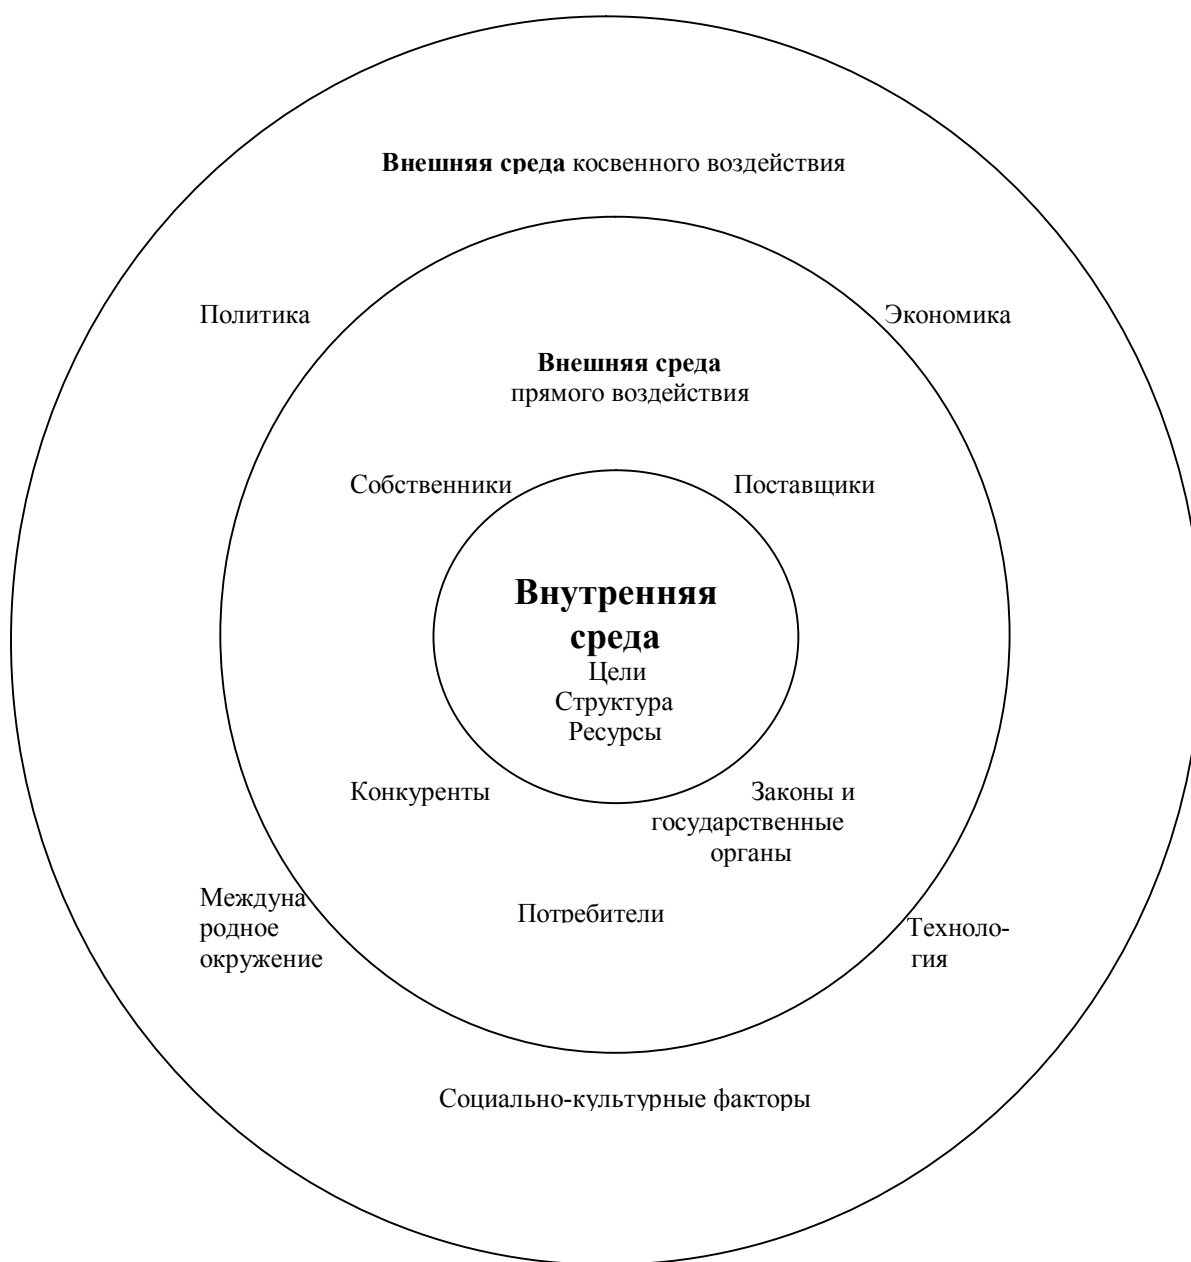 Внешняя среда косвенного воздействия
Политика
Экономика
Внешняя среда
прямого воздействия
Собственники
Поставщики
Внутренняя
среда
Цели
Структура
Ресурсы
Конкуренты
Законы и
государственные
органы
Междуна
родное
окружение
Потребители
Техноло-
гия
Социально-культурные факторы